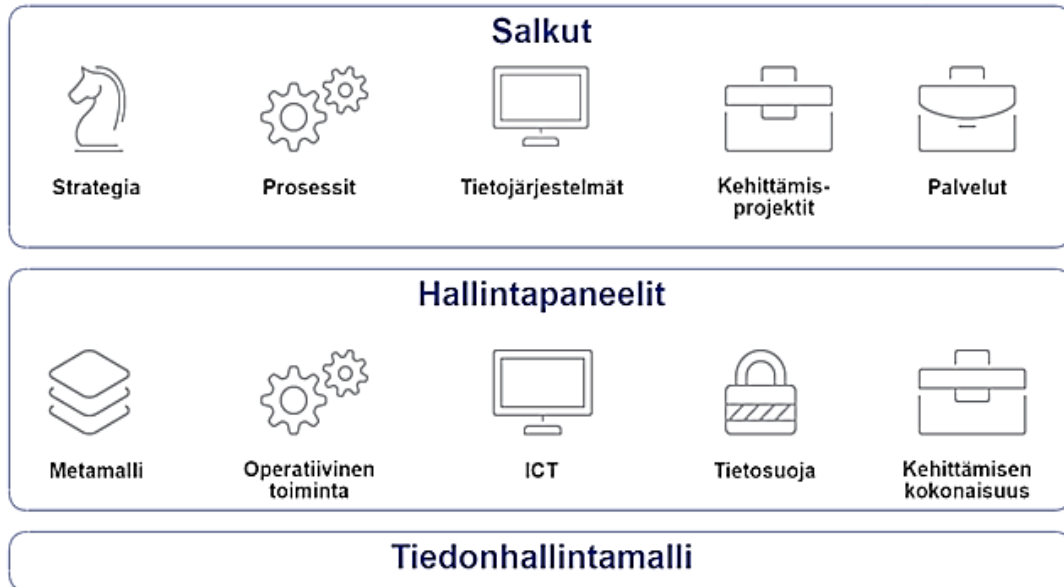 Salkut
Strategia
Prosessit
Tietojärjestelmät
Kehittämis-
projektit
Palvelut
Hallintapaneelit
Metamalli
Operatiivinen
toiminta
ICT
Tietosuoja
Kehittämisen
kokonaisuus
Tiedonhallintamalli